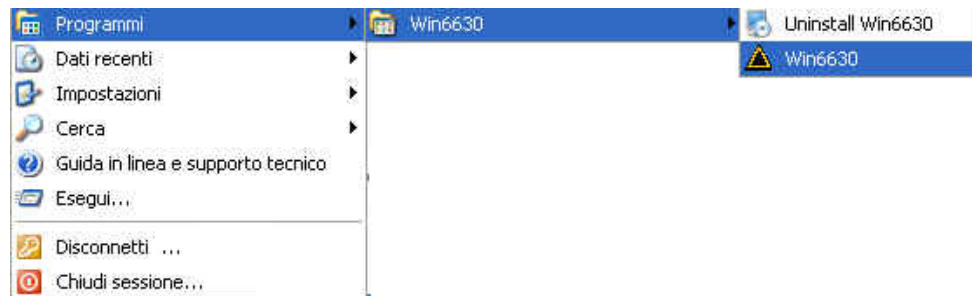 Programmi
Win6630
Uninstall Win6630
Dati recenti
Win6630
Impostazioni
Cerca
Guida in linea e supporto tecnico
Esegui...
Disconnetti ...
Chiudi sessione...